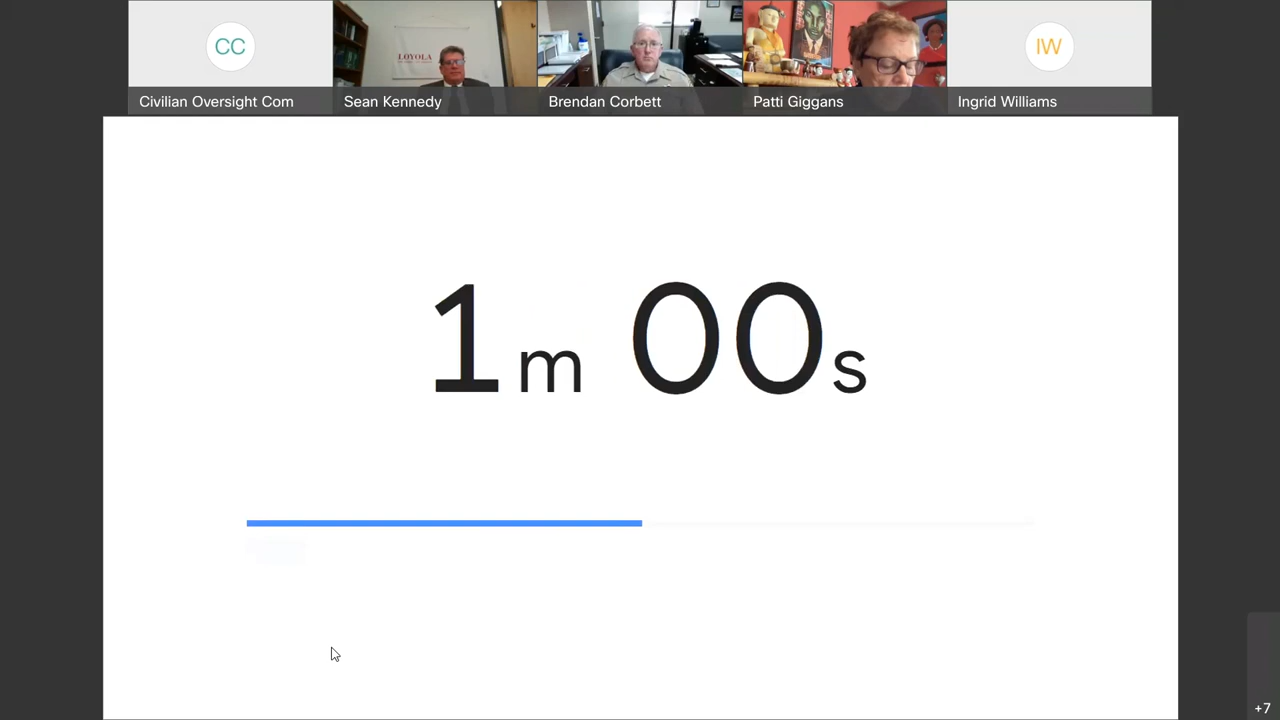 CC
IW
LOYOLA
Civilian Oversight Com
Sean Kennedy
Brendan Corbett
Patti Giggans
Ingrid Williams
1m 00s
+7